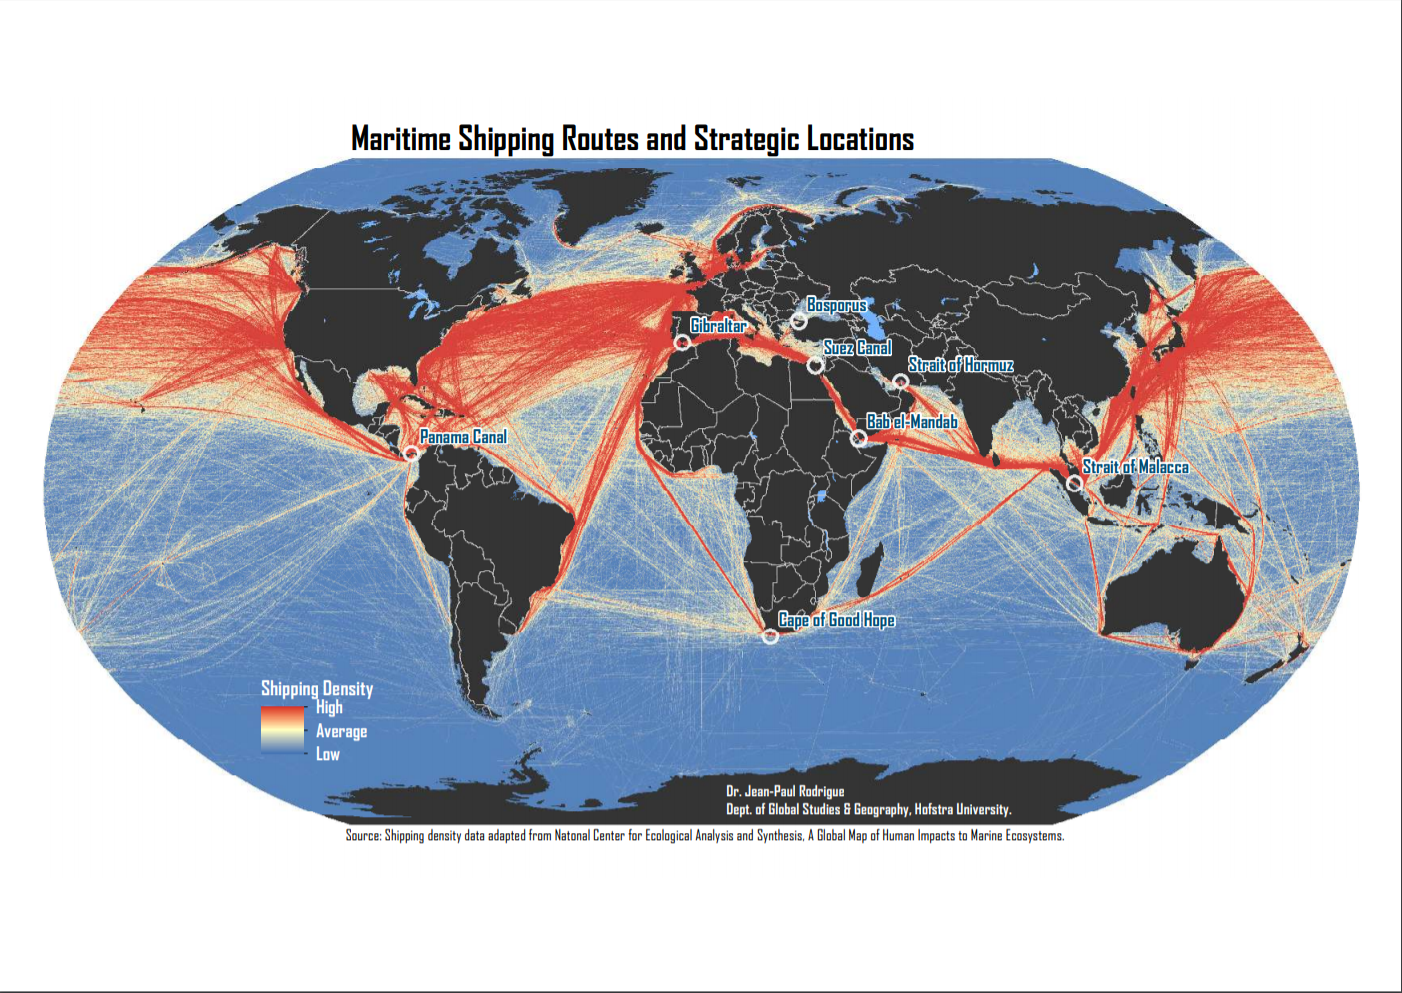 Maritime Shipping Routes and Strategic Locations
Bosporus
Gibraltar
Suez Canal
Strait of Hormuz
Bab el-Mandab
Panama Canal
Strait of Malacca
Cape of Good Hope
Shipping Density
High
Average
Low
Dr. Jean-Paul Rodrigue
Dept. of Global Studies & Geography, Hofstra University.
Source: Shipping density data adapted from Natonal Center for Ecological Analysis and Synthesis, A Global Map of Human Impacts to Marine Ecosystems.